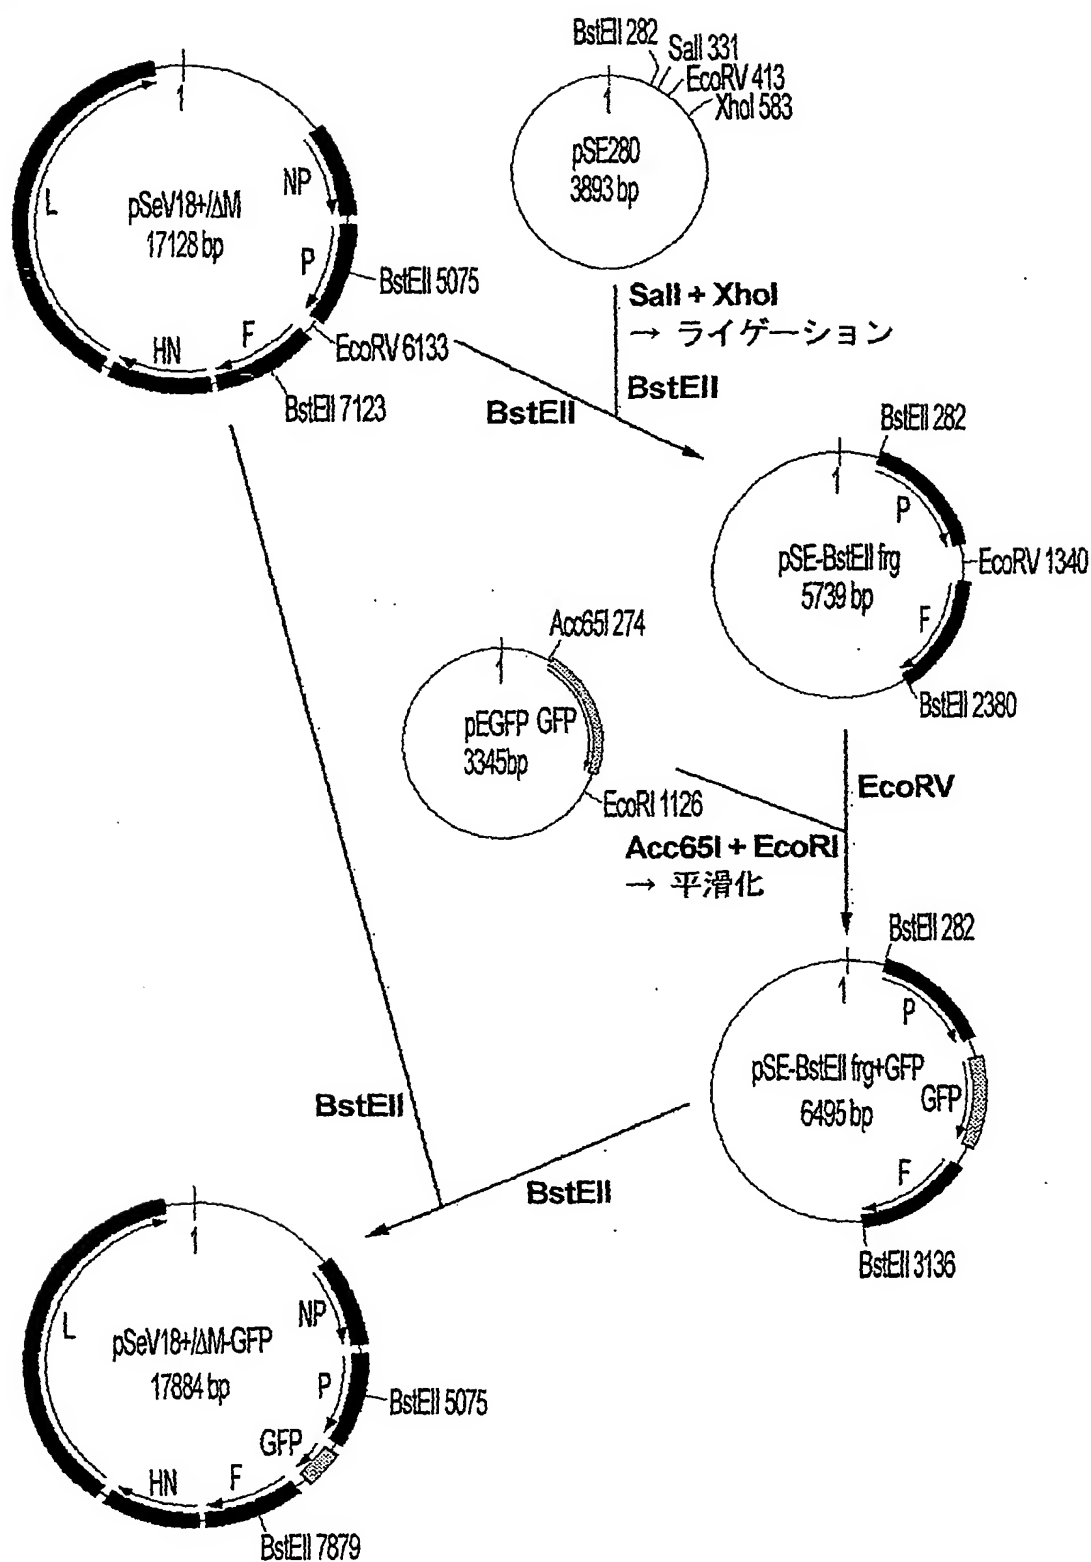 BstEII 282
SalI 331
EcoRV 413
XhoI 583
1
pSE280
3893 bp
1
NP
L
pSeV18+/ΔM
17128 bp
P
BstEII 5075
F
HN
EcoRV 6133
BstEII 7123
SalI + XhoI
→ ライゲーション
BstEII
BstEII
BstEII 282
1
P
pSE-BstEII frg
5739 bp
EcoRV 1340
F
BstEII 2380
Acc65I 274
1
pEGFP GFP
3345bp
EcoRI 1126
EcoRV
Acc65I + EcoRI
→ 平滑化
BstEII 282
1
P
pSE-BstEII frg+GFP
6495 bp
GFP
F
BstEII 3136
BstEII
BstEII
1
NP
L
pSeV18+/ΔM-GFP
17884 bp
P
BstEII 5075
GFP
F
HN
BstEII 7879